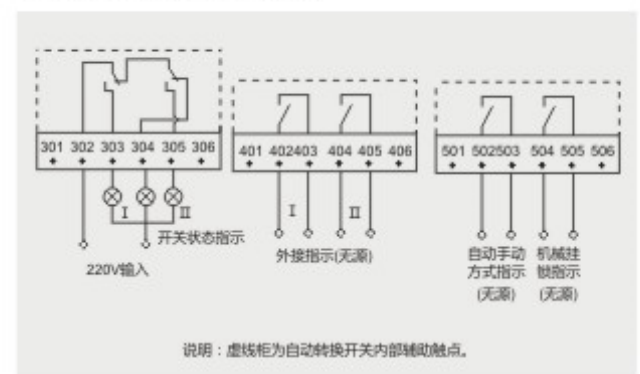 301 302 303 304 305 306
I II
开关状态指示
220V输入
401 402403 404 405 406
I II
外接指示(无源)
501 502503 504 505 506
自动手动 机械挂
方式指示 锁指示
(无源) (无源)
说明：虚线柜为自动转换开关内部辅助触点。